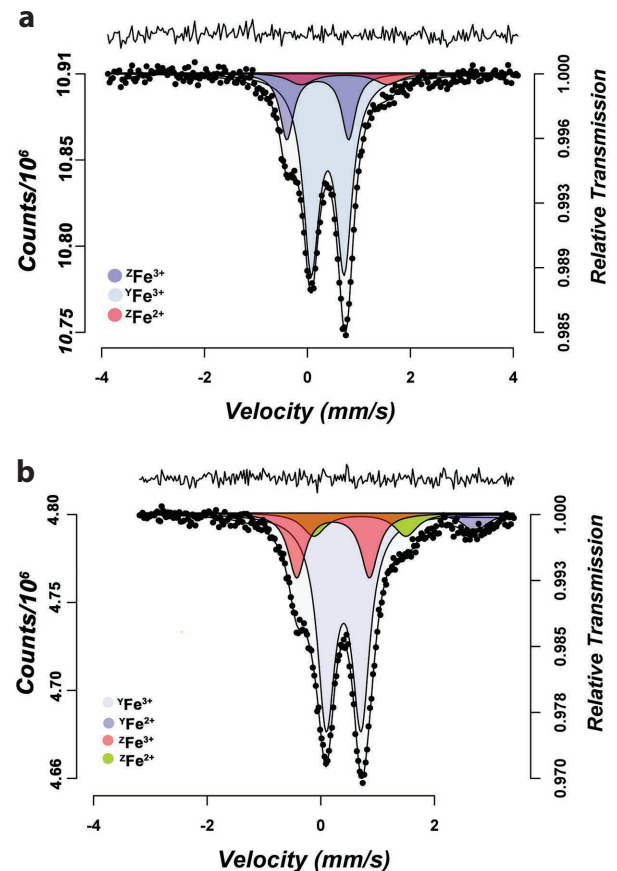 a
10.91
10.85
10.80
10.75
Counts/10⁶
1.000
0.996
0.993
0.989
0.985
Relative Transmission
ᶻFe³⁺
ʸFe³⁺
ᶻFe²⁺
-4
-2
0
2
4
Velocity (mm/s)
b
4.80
4.75
4.70
4.66
Counts/10⁶
1.000
0.993
0.985
0.978
0.970
Relative Transmission
ʸFe³⁺
ʸFe²⁺
ᶻFe³⁺
ᶻFe²⁺
-4
-2
0
2
Velocity (mm/s)